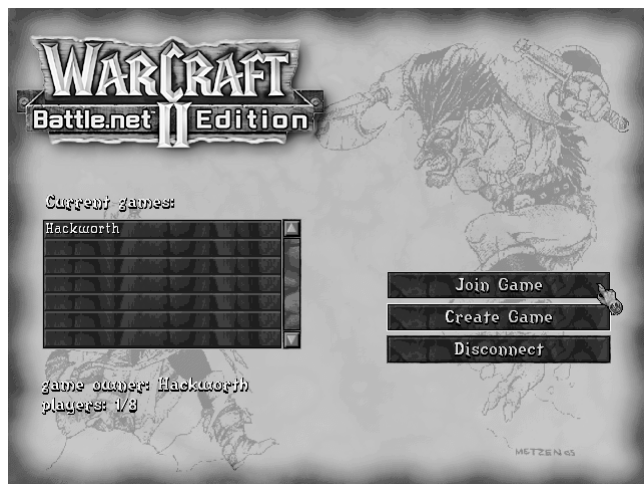 WARCRAFT
II
Battle.net Edition
Current games:
Hackworth
Join Game
Create Game
Disconnect
game owner: Hackworth
players: 1/8
METZEN 95